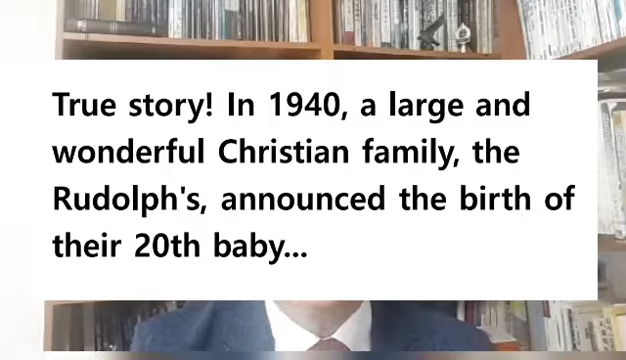 True story! In 1940, a large and
wonderful Christian family, the
Rudolph's, announced the birth of
their 20th baby...